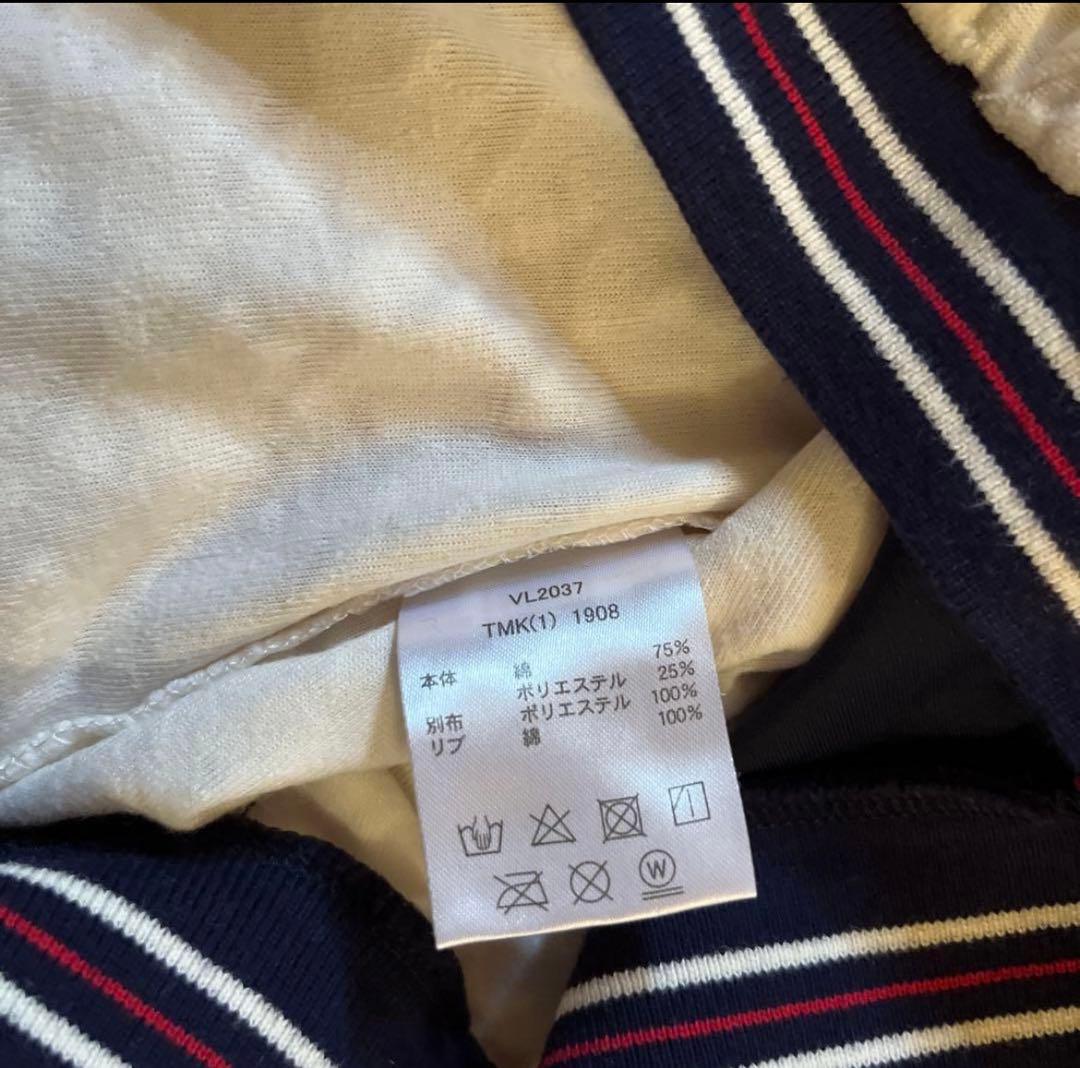 VL2037
TMK(1) 1908
本体 綿 75%
ポリエステル 25%
別布 ポリエステル 100%
リブ 綿 100%
W